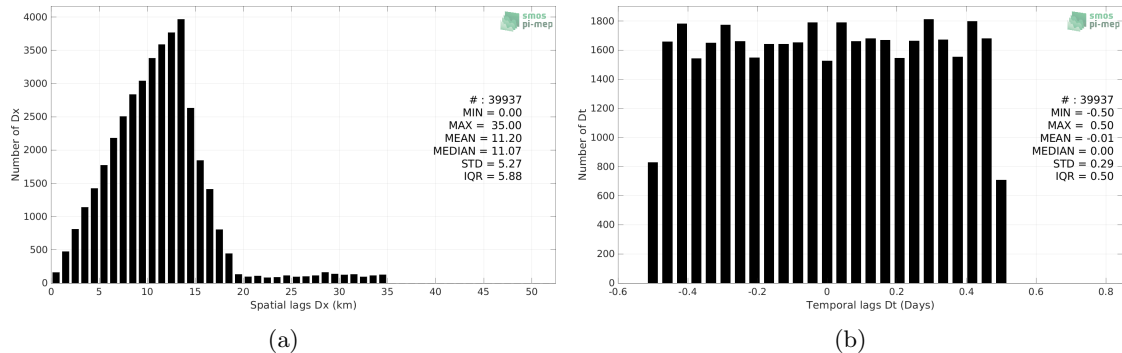 4000
3500
3000
2500
2000
1500
1000
500
0
Number of Dx
0 5 10 15 20 25 30 35 40 45 50
Spatial lags Dx (km)
smos
pi-mep
# : 39937
MIN = 0.00
MAX = 35.00
MEAN = 11.20
MEDIAN = 11.07
STD = 5.27
IQR = 5.88
(a)
1800
1600
1400
1200
1000
800
600
400
200
0
Number of Dt
-0.6 -0.4 -0.2 0 0.2 0.4 0.6 0.8
Temporal lags Dt (Days)
smos
pi-mep
# : 39937
MIN = -0.50
MAX = 0.50
MEAN = -0.01
MEDIAN = 0.00
STD = 0.29
IQR = 0.50
(b)